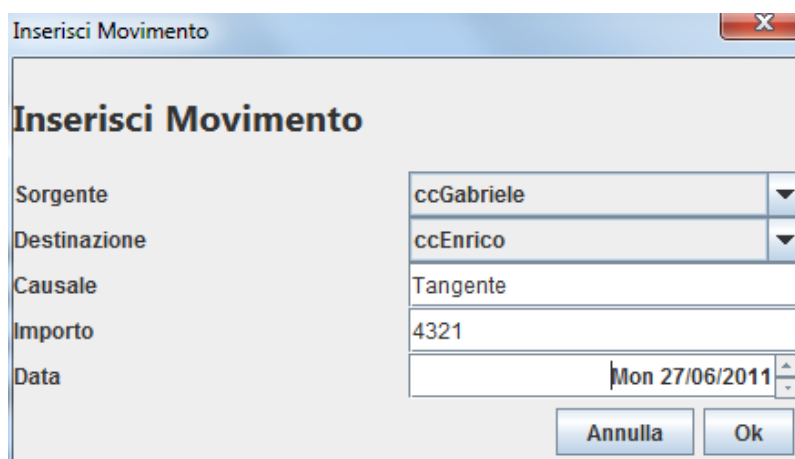 Inserisci Movimento
Inserisci Movimento
Sorgente ccGabriele
Destinazione ccEnrico
Causale Tangente
Importo 4321
Data Mon 27/06/2011
Annulla Ok